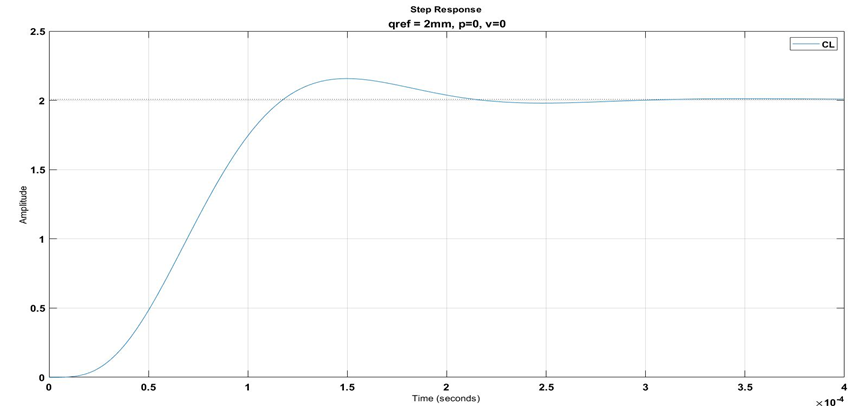 Step Response
qref = 2mm, p=0, v=0
CL
Amplitude
2.5
2
1.5
1
0.5
0
0 0.5 1 1.5 2 2.5 3 3.5 4
Time (seconds)
×10⁻⁴